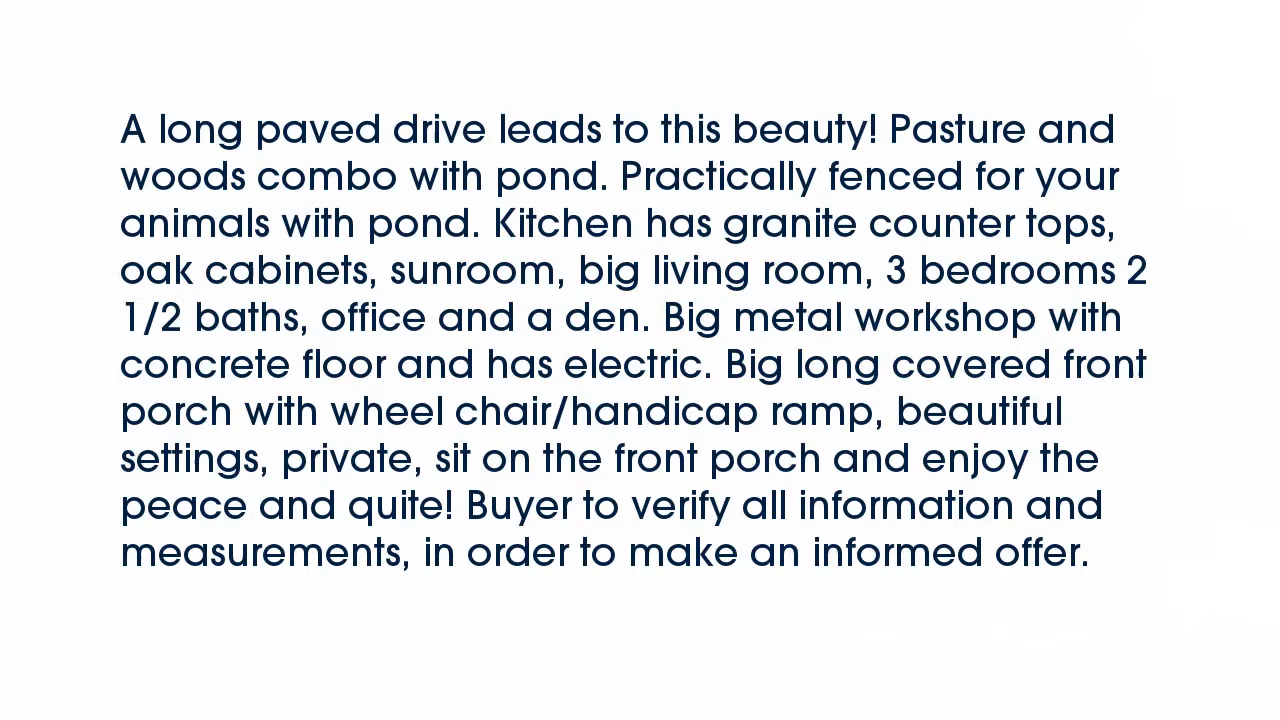 A long paved drive leads to this beauty! Pasture and
woods combo with pond. Practically fenced for your
animals with pond. Kitchen has granite counter tops,
oak cabinets, sunroom, big living room, 3 bedrooms 2
1/2 baths, office and a den. Big metal workshop with
concrete floor and has electric. Big long covered front
porch with wheel chair/handicap ramp, beautiful
settings, private, sit on the front porch and enjoy the
peace and quite! Buyer to verify all information and
measurements, in order to make an informed offer.